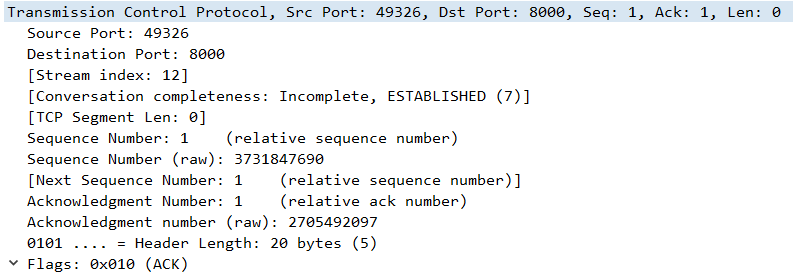 Transmission Control Protocol, Src Port: 49326, Dst Port: 8000, Seq: 1, Ack: 1, Len: 0
Source Port: 49326
Destination Port: 8000
[Stream index: 12]
[Conversation completeness: Incomplete, ESTABLISHED (7)]
[TCP Segment Len: 0]
Sequence Number: 1    (relative sequence number)
Sequence Number (raw): 3731847690
[Next Sequence Number: 1    (relative sequence number)]
Acknowledgment Number: 1    (relative ack number)
Acknowledgment number (raw): 2705492097
0101 .... = Header Length: 20 bytes (5)
Flags: 0x010 (ACK)